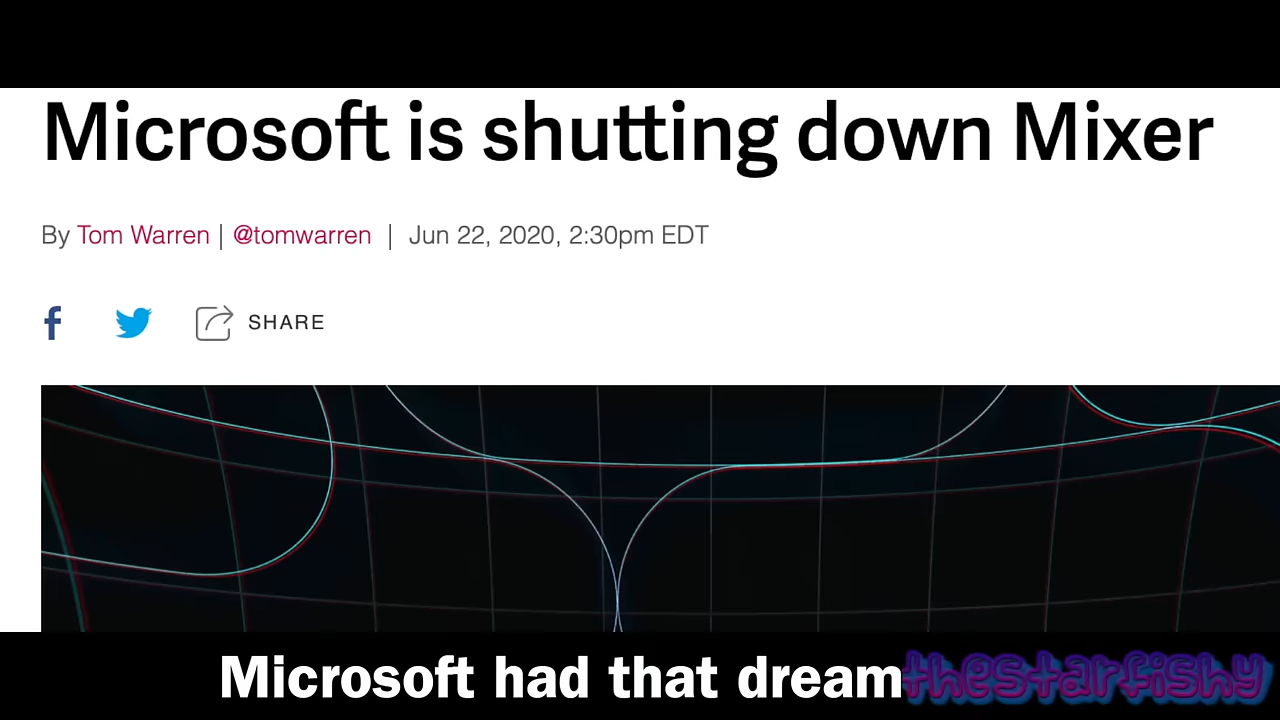 Microsoft is shutting down Mixer
By Tom Warren | @tomwarren | Jun 22, 2020, 2:30pm EDT
SHARE
Microsoft had that dream
thestarfishy